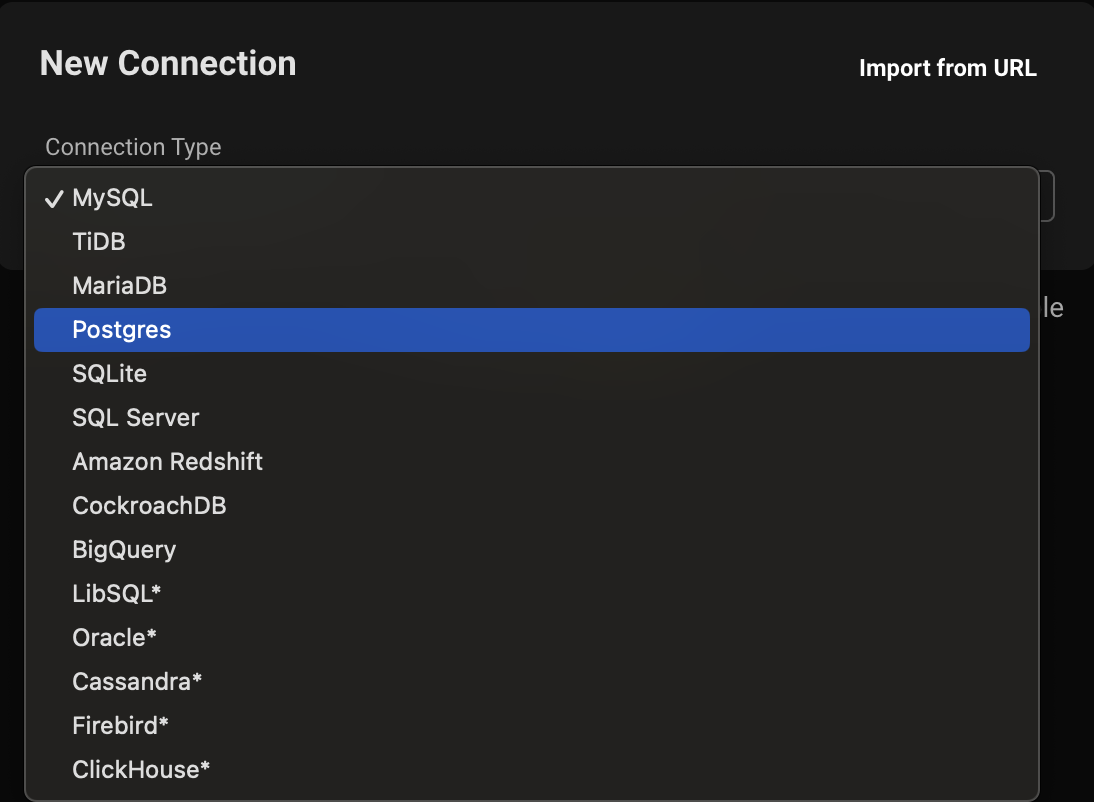 New Connection
Import from URL
Connection Type
✓ MySQL
TiDB
MariaDB
Postgres
le
SQLite
SQL Server
Amazon Redshift
CockroachDB
BigQuery
LibSQL*
Oracle*
Cassandra*
Firebird*
ClickHouse*